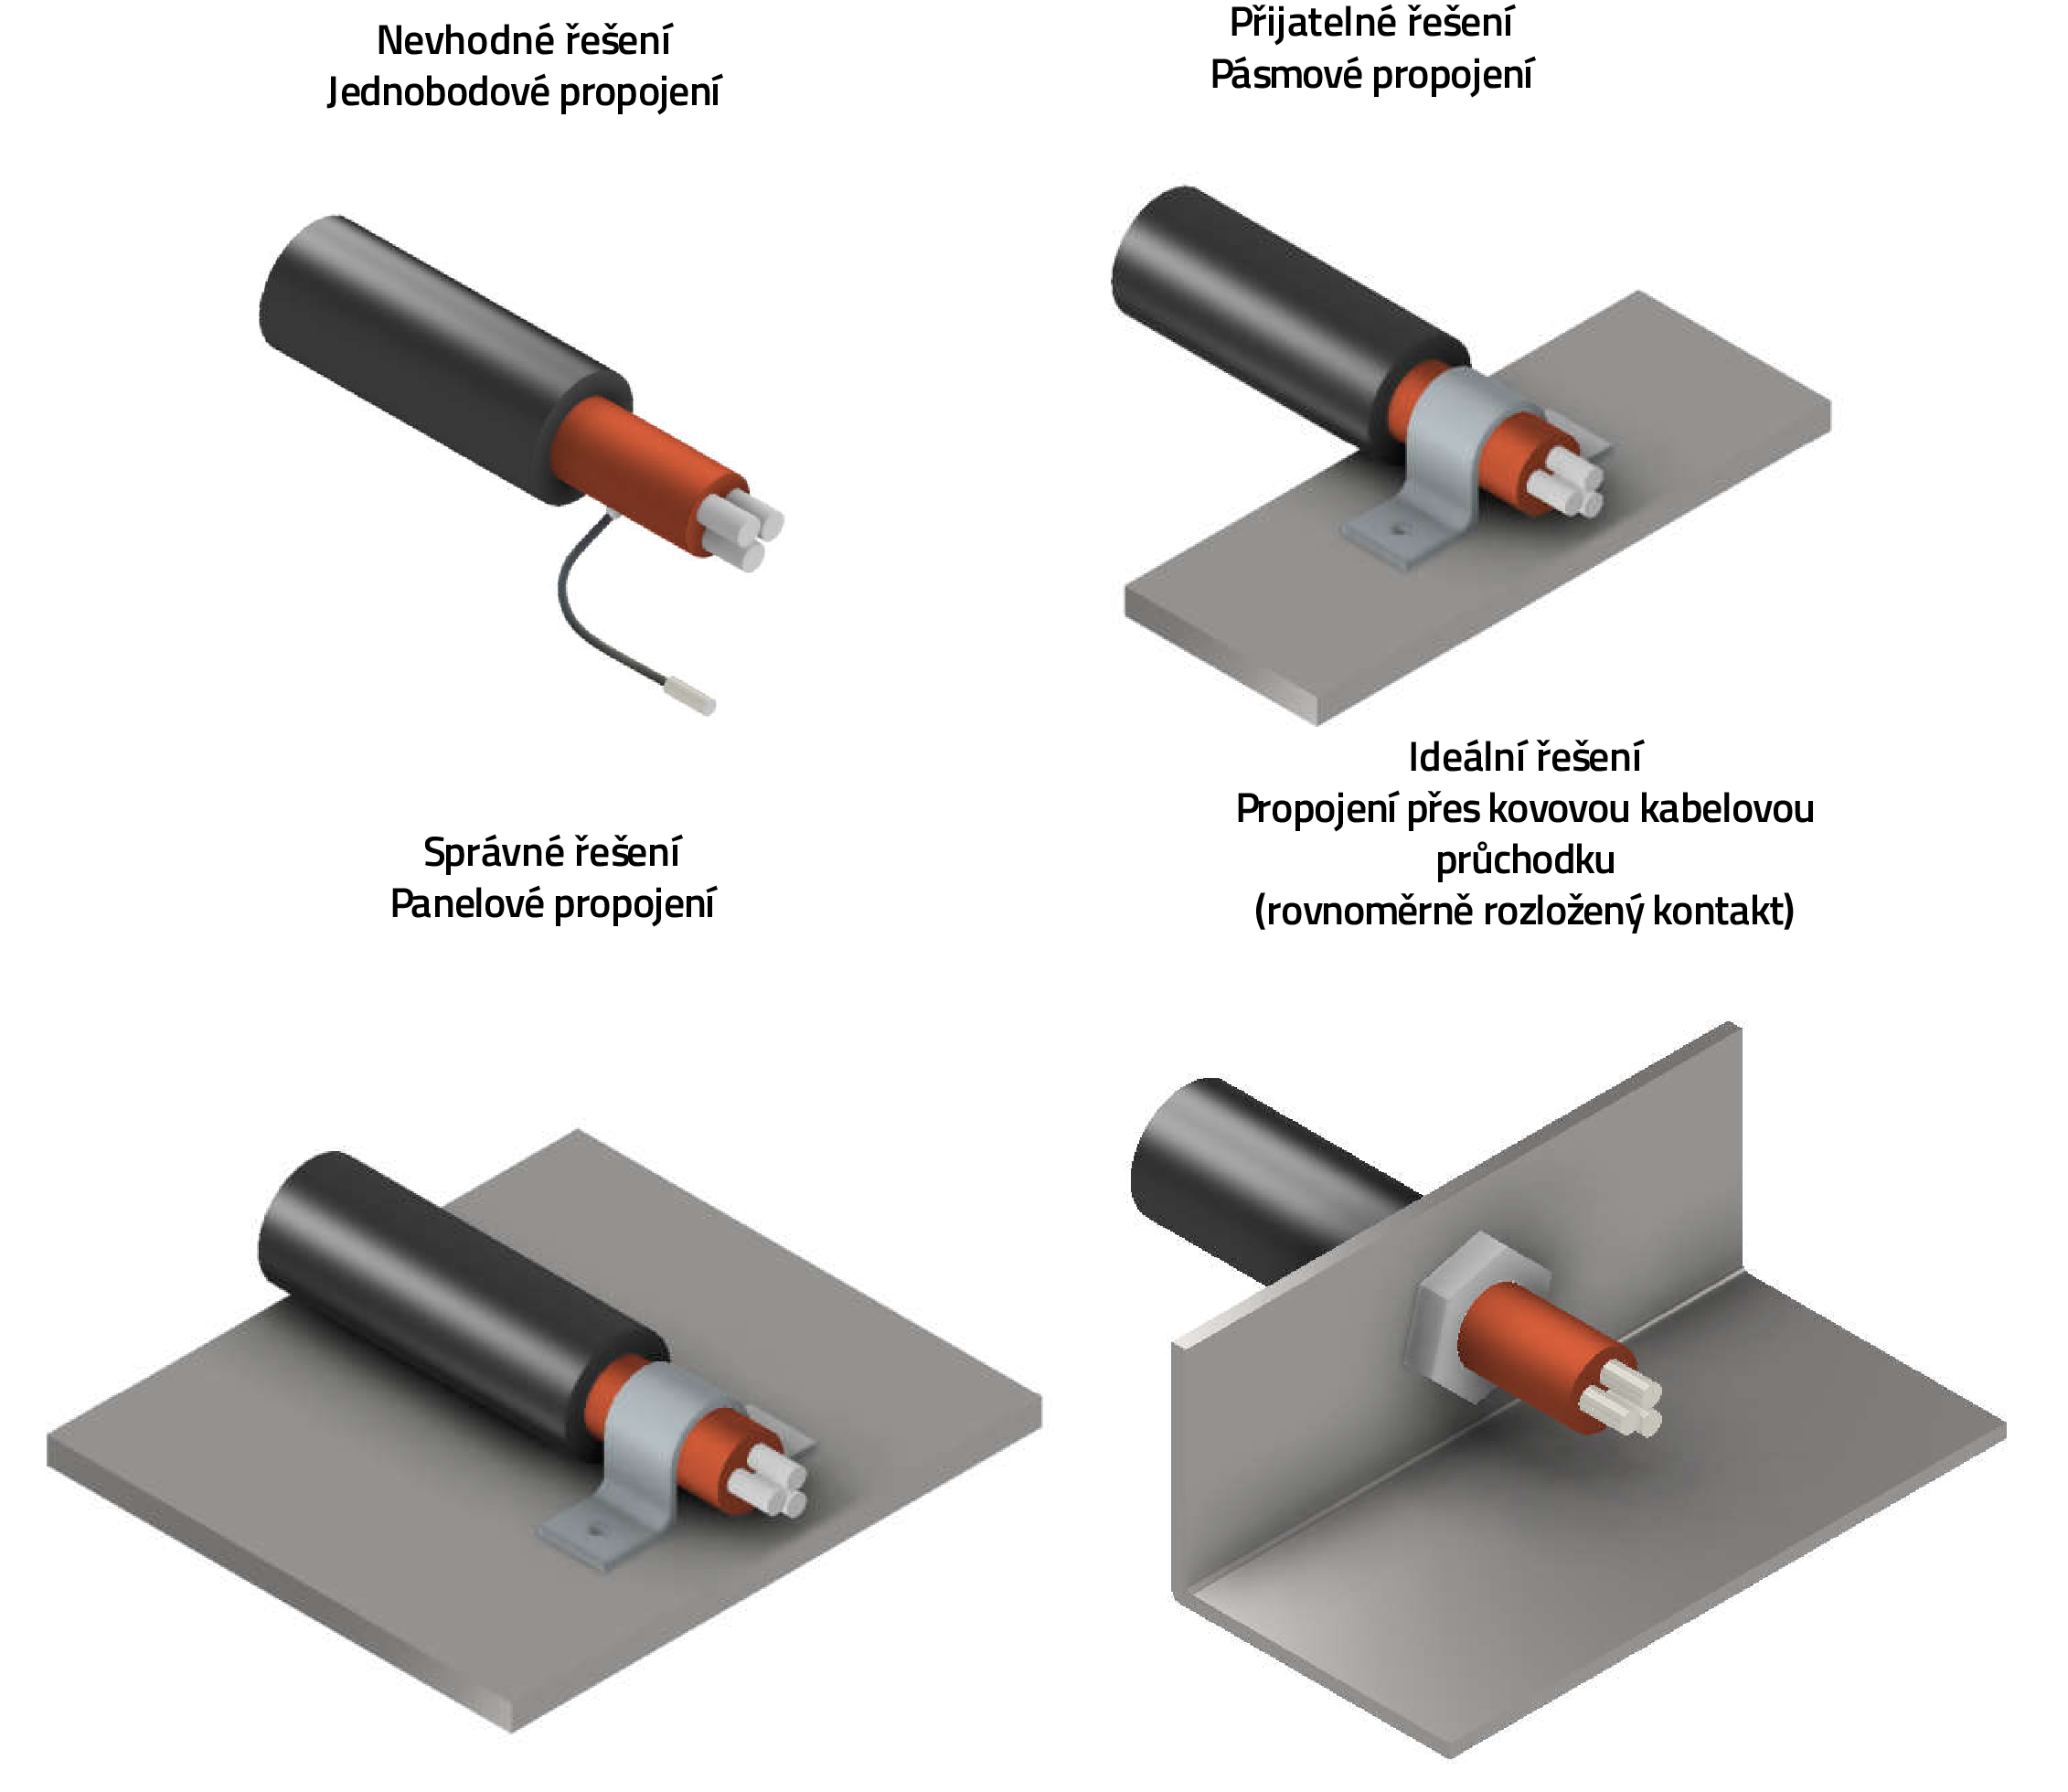 Nevhodné řešení
Jednobodové propojení
Přijatelné řešení
Pásmové propojení
Správné řešení
Panelové propojení
Ideální řešení
Propojení přes kovovou kabelovou
průchodku
(rovnoměrně rozložený kontakt)